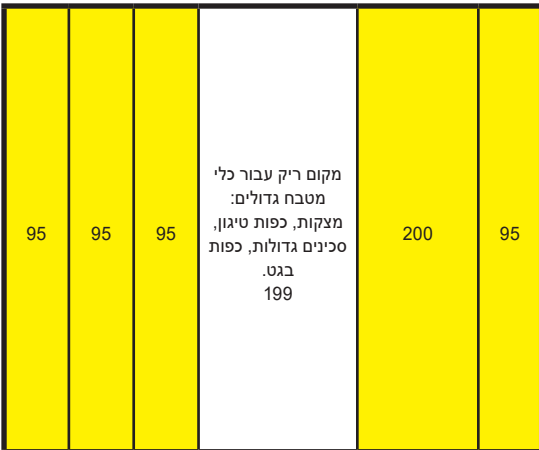 95
95
95
מקום ריק עבור כלי
מטבח גדולים:
מצקות, כפות טיגון,
סכינים גדולות, כפות
בגט.
199
200
95